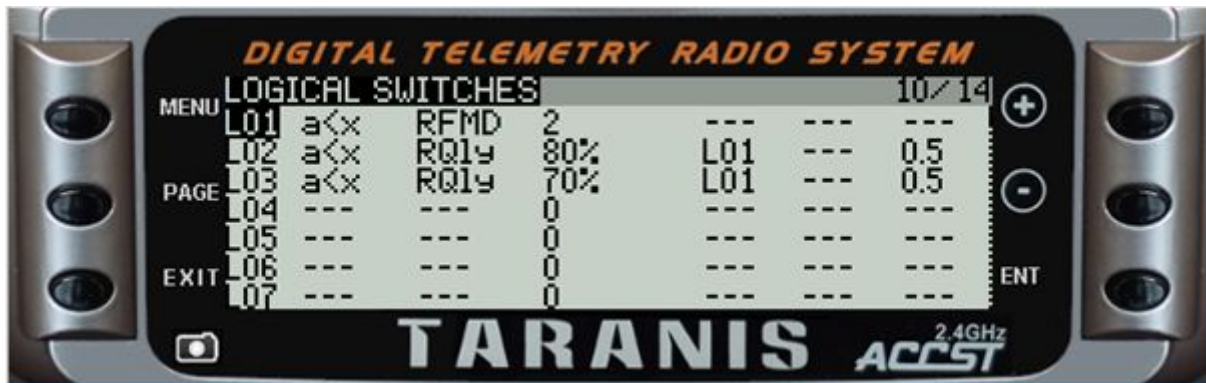 DIGITAL TELEMETRY RADIO SYSTEM
LOGICAL SWITCHES 10/14
MENU
L01 a<x RFMD 2 --- --- ---
L02 a<x RQly 80% L01 --- 0.5
PAGE
L03 a<x RQly 70% L01 --- 0.5
L04 --- --- 0 --- --- ---
L05 --- --- 0 --- --- ---
EXIT
L06 --- --- 0 --- --- ---
ENT
L07 --- --- 0 --- --- ---
TARANIS
2.4GHz
ACCST